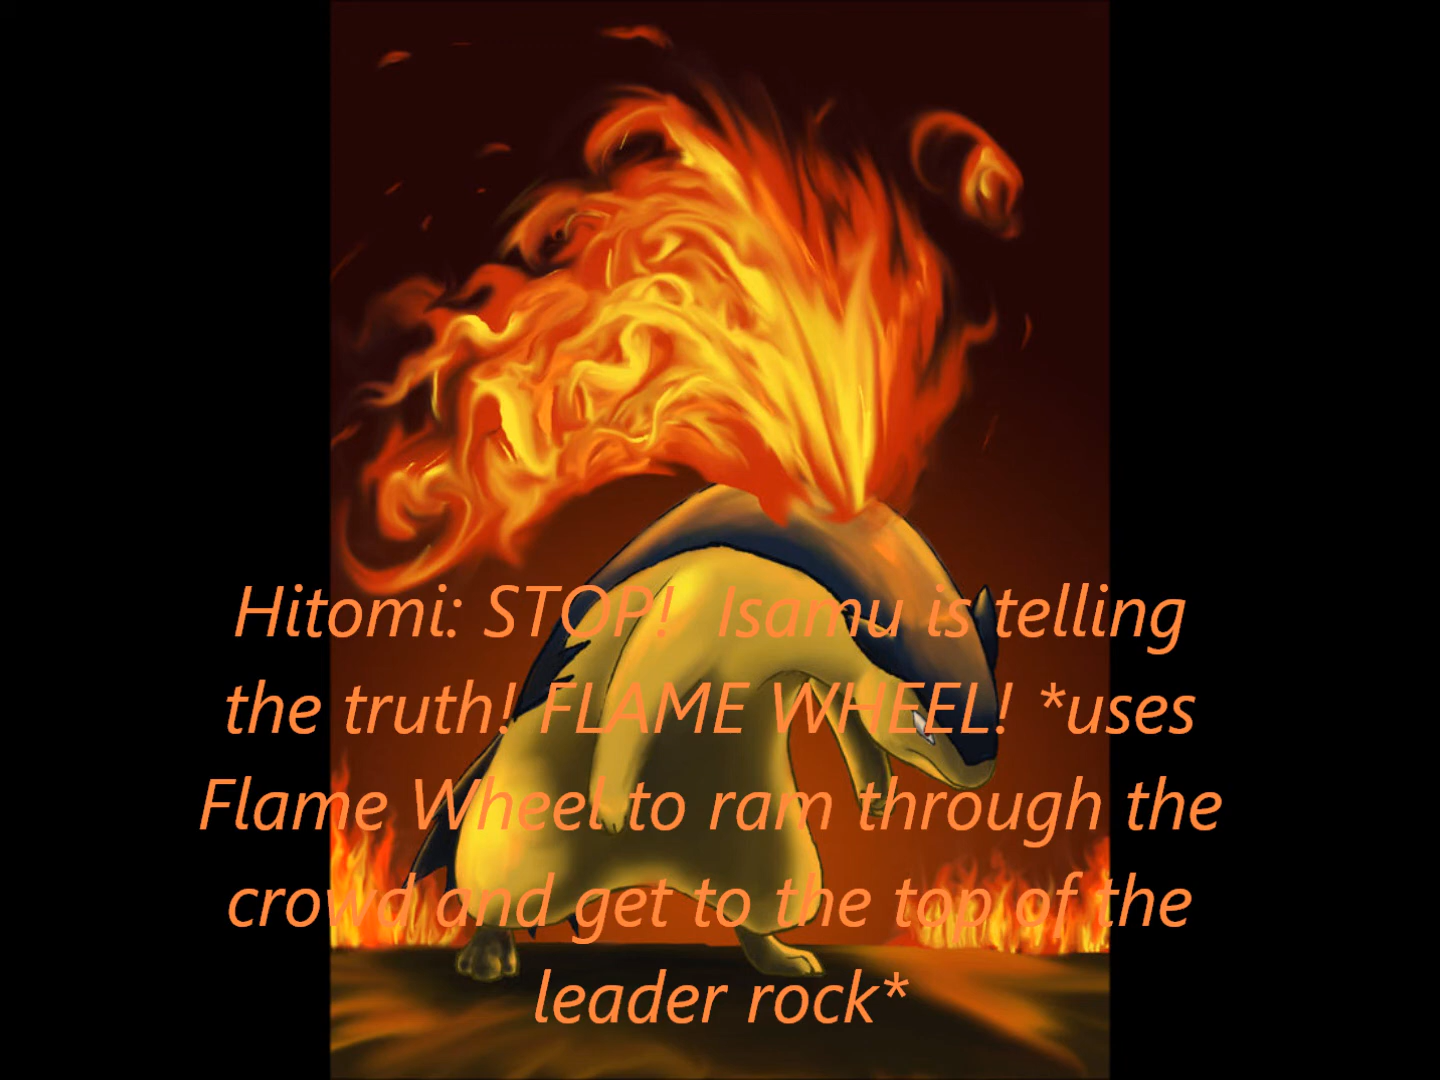 Hitomi: STOP!  Isamu is telling
the truth! FLAME WHEEL! *uses
Flame Wheel to ram through the
crowd and get to the top of the
leader rock*